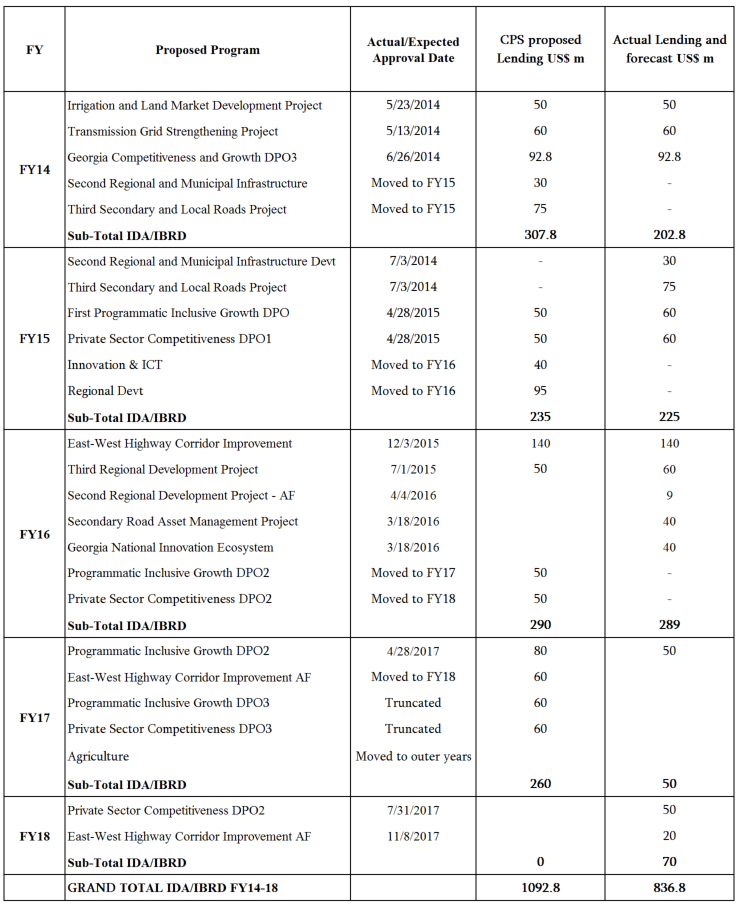 FY Proposed Program Actual/Expected Approval Date CPS proposed Lending US$ m Actual Lending and forecast US$ m
FY14
Irrigation and Land Market Development Project 5/23/2014 50 50
Transmission Grid Strengthening Project 5/13/2014 60 60
Georgia Competitiveness and Growth DPO3 6/26/2014 92.8 92.8
Second Regional and Municipal Infrastructure Moved to FY15 30 -
Third Secondary and Local Roads Project Moved to FY15 75 -
Sub-Total IDA/IBRD 307.8 202.8
FY15
Second Regional and Municipal Infrastructure Devt 7/3/2014 - 30
Third Secondary and Local Roads Project 7/3/2014 - 75
First Programmatic Inclusive Growth DPO 4/28/2015 50 60
Private Sector Competitiveness DPO1 4/28/2015 50 60
Innovation & ICT Moved to FY16 40 -
Regional Devt Moved to FY16 95 -
Sub-Total IDA/IBRD 235 225
FY16
East-West Highway Corridor Improvement 12/3/2015 140 140
Third Regional Development Project 7/1/2015 50 60
Second Regional Development Project - AF 4/4/2016 9
Secondary Road Asset Management Project 3/18/2016 40
Georgia National Innovation Ecosystem 3/18/2016 40
Programmatic Inclusive Growth DPO2 Moved to FY17 50 -
Private Sector Competitiveness DPO2 Moved to FY18 50 -
Sub-Total IDA/IBRD 290 289
FY17
Programmatic Inclusive Growth DPO2 4/28/2017 80 50
East-West Highway Corridor Improvement AF Moved to FY18 60
Programmatic Inclusive Growth DPO3 Truncated 60
Private Sector Competitiveness DPO3 Truncated 60
Agriculture Moved to outer years
Sub-Total IDA/IBRD 260 50
FY18
Private Sector Competitiveness DPO2 7/31/2017 50
East-West Highway Corridor Improvement AF 11/8/2017 20
Sub-Total IDA/IBRD 0 70
GRAND TOTAL IDA/IBRD FY14-18 1092.8 836.8